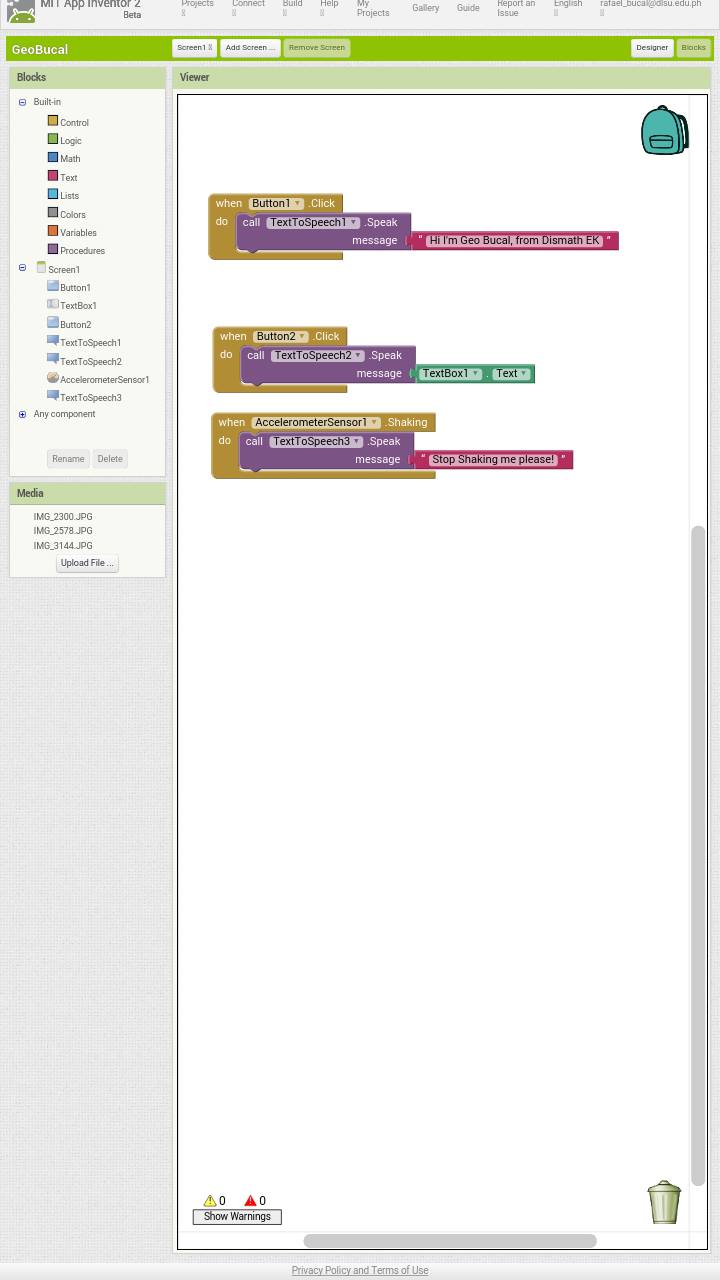 MIT App Inventor 2
Beta
Projects
Connect
Build
Help
My Projects
Gallery
Guide
Report an Issue
English
rafael_bucal@dlsu.edu.ph
GeoBucal
Screen1
Add Screen ...
Remove Screen
Designer
Blocks
Blocks
Built-in
Control
Logic
Math
Text
Lists
Colors
Variables
Procedures
Screen1
Button1
TextBox1
Button2
TextToSpeech1
TextToSpeech2
AccelerometerSensor1
TextToSpeech3
Any component
Rename
Delete
Media
IMG_2300.JPG
IMG_2578.JPG
IMG_3144.JPG
Upload File ...
Viewer
when Button1 .Click
do call TextToSpeech1 .Speak
message " Hi I'm Geo Bucal, from Dismath EK "
when Button2 .Click
do call TextToSpeech2 .Speak
message TextBox1 . Text
when AccelerometerSensor1 .Shaking
do call TextToSpeech3 .Speak
message " Stop Shaking me please! "
0 0
Show Warnings
Privacy Policy and Terms of Use